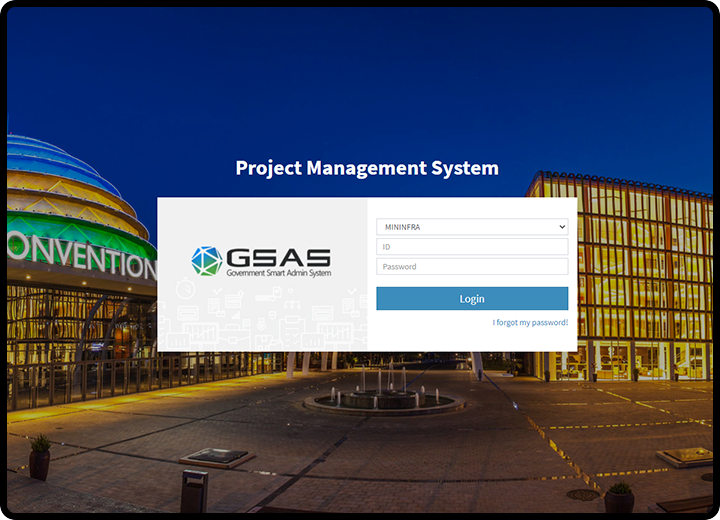 Project Management System
ONVENTION
GSAS
Government Smart Admin System
MININFRA
ID
Password
Login
I forgot my password!